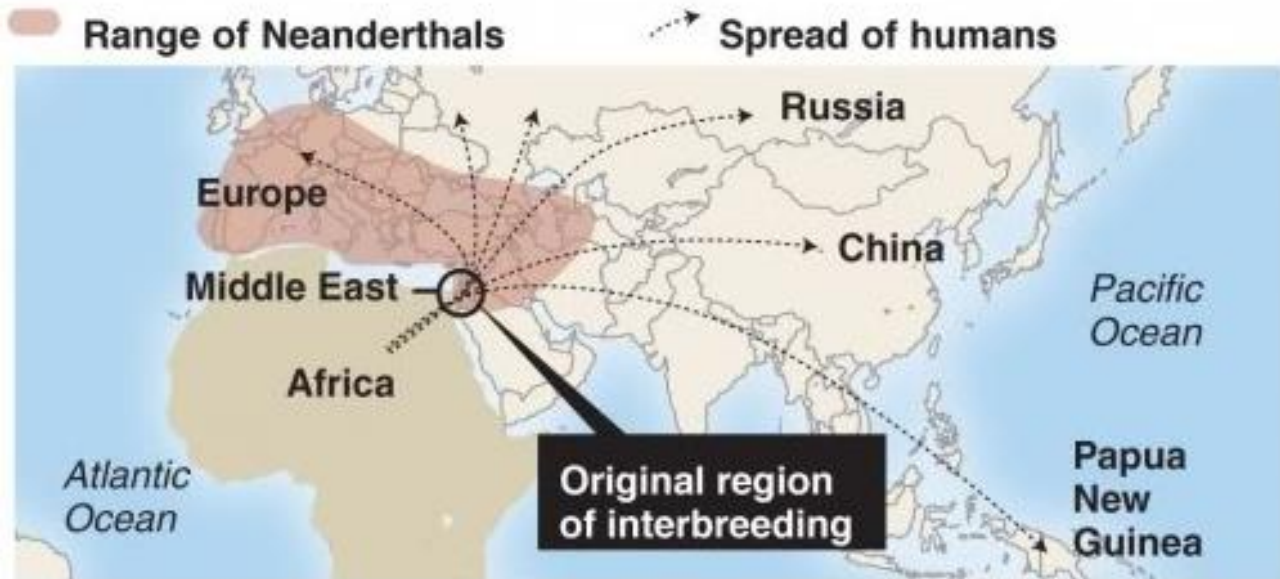 Range of Neanderthals
Spread of humans
Russia
Europe
China
Middle East
Pacific
Ocean
Africa
Original region
of interbreeding
Atlantic
Ocean
Papua
New
Guinea